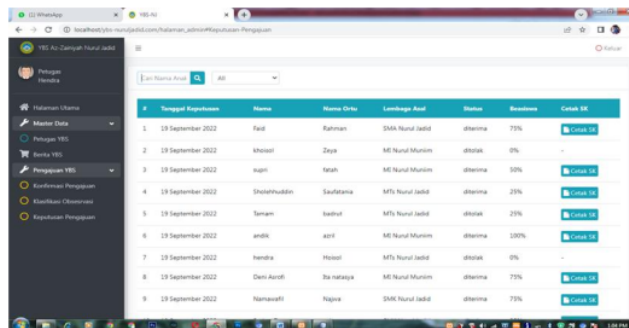 (1) WhatsApp
YBS-NJ
localhost/ybs-nuruljadid.com/halaman_admin#Keputusan-Pengajuan
YBS Az-Zainiyah Nurul Jadid
Keluar
Petugas
Hendra
Cari Nama Anak
All
Halaman Utama
Master Data
Petugas YBS
Berita YBS
Pengajuan YBS
Konfirmasi Pengajuan
Klasifikasi Observasi
Keputusan Pengajuan
# Tanggal Keputusan Nama Nama Ortu Lembaga Asal Status Beasiswa Cetak SK
1 19 September 2022 Faid Rahman SMA Nurul Jadid diterima 75% Cetak SK
2 19 September 2022 khoisol Zaya MI Nurul Munim ditolak 0% -
3 19 September 2022 supri fatah MI Nurul Munim diterima 50% Cetak SK
4 19 September 2022 Sholehhuddin Saufatania MTs Nurul Jadid diterima 25% Cetak SK
5 19 September 2022 Tamam badrut MTs Nurul Jadid ditolak 25% Cetak SK
6 19 September 2022 andik azril MI Nurul Munim diterima 100% Cetak SK
7 19 September 2022 hendra Hoisol MTs Nurul Jadid ditolak 0% -
8 19 September 2022 Deni Asrofi Ita natasya MI Nurul Munim diterima 75% Cetak SK
9 19 September 2022 Namawafil Najwa SMK Nurul Jadid diterima 75% Cetak SK